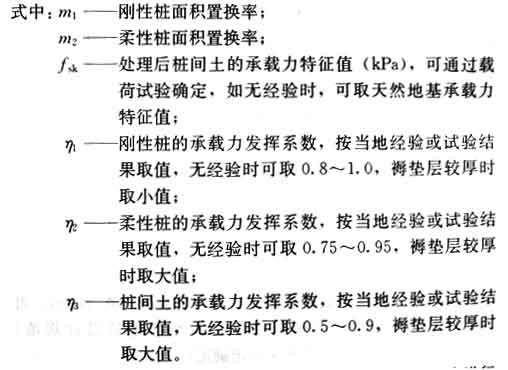 式中：m₁——刚性桩面积置换率；
m₂——柔性桩面积置换率；
fsk——处理后桩间土的承载力特征值（kPa），可通过载
荷试验确定，如无经验时，可取天然地基承载力
特征值；
η₁——刚性桩的承载力发挥系数，按当地经验或试验结
果取值，无经验时可取 0.8～1.0，褥垫层较厚时
取小值；
η₂——柔性桩的承载力发挥系数，按当地经验或试验结
果取值，无经验时可取 0.75～0.95，褥垫层较厚
时取大值；
η₃——桩间土的承载力发挥系数，按当地经验或试验结
果取值，无经验时可取 0.5～0.9，褥垫层较厚时
取大值。